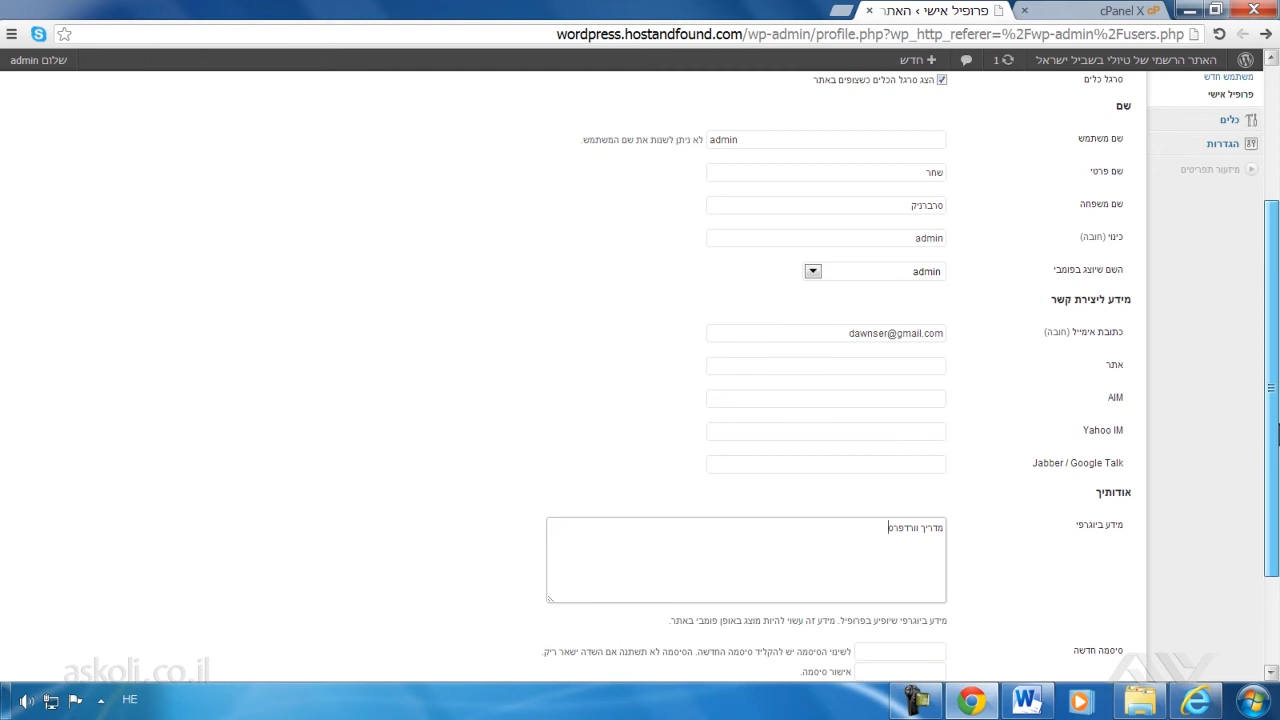 פרופיל אישי ‹ האתר
cPanel X
wordpress.hostandfound.com/wp-admin/profile.php?wp_http_referer=%2Fwp-admin%2Fusers.php
האתר הרשמי של טיולי בשביל ישראל
1
חדש
שלום admin
משתמש חדש
פרופיל אישי
כלים
הגדרות
מיזעור תפריטים
סרגל כלים
הצג סרגל הכלים כשצופים באתר
שם
שם משתמש
admin
לא ניתן לשנות את שם המשתמש.
שם פרטי
שחר
שם משפחה
סרברניק
כינוי (חובה)
admin
השם שיוצג בפומבי
admin
מידע ליצירת קשר
כתובת אימייל (חובה)
dawnser@gmail.com
אתר
AIM
Yahoo IM
Jabber / Google Talk
אודותיך
מידע ביוגרפי
מדריך וורדפרס
מידע ביוגרפי שיופיע בפרופיל. מידע זה עשוי להיות מוצג באופן פומבי באתר.
סיסמה חדשה
לשינוי הסיסמה יש להקליד סיסמה החדשה. הסיסמה לא תשתנה אם השדה ישאר ריק.
אישור סיסמה.
askoli.co.il
HE